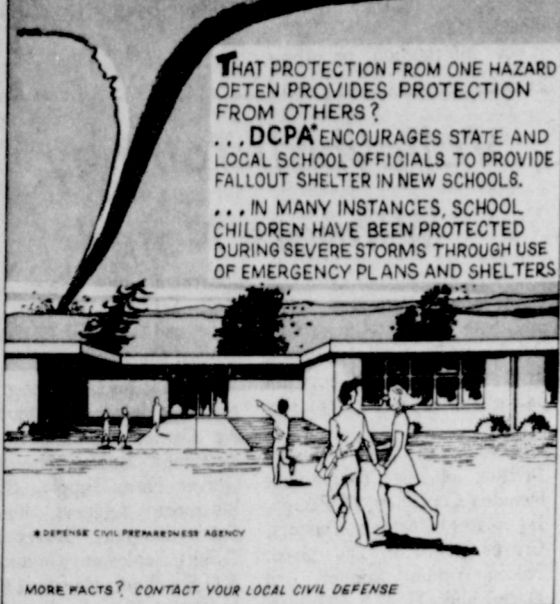 THAT PROTECTION FROM ONE HAZARD
OFTEN PROVIDES PROTECTION
FROM OTHERS?
...DCPA* ENCOURAGES STATE AND
LOCAL SCHOOL OFFICIALS TO PROVIDE
FALLOUT SHELTER IN NEW SCHOOLS.
...IN MANY INSTANCES, SCHOOL
CHILDREN HAVE BEEN PROTECTED
DURING SEVERE STORMS THROUGH USE
OF EMERGENCY PLANS AND SHELTERS
* DEFENSE CIVIL PREPAREDNESS AGENCY
MORE FACTS? CONTACT YOUR LOCAL CIVIL DEFENSE